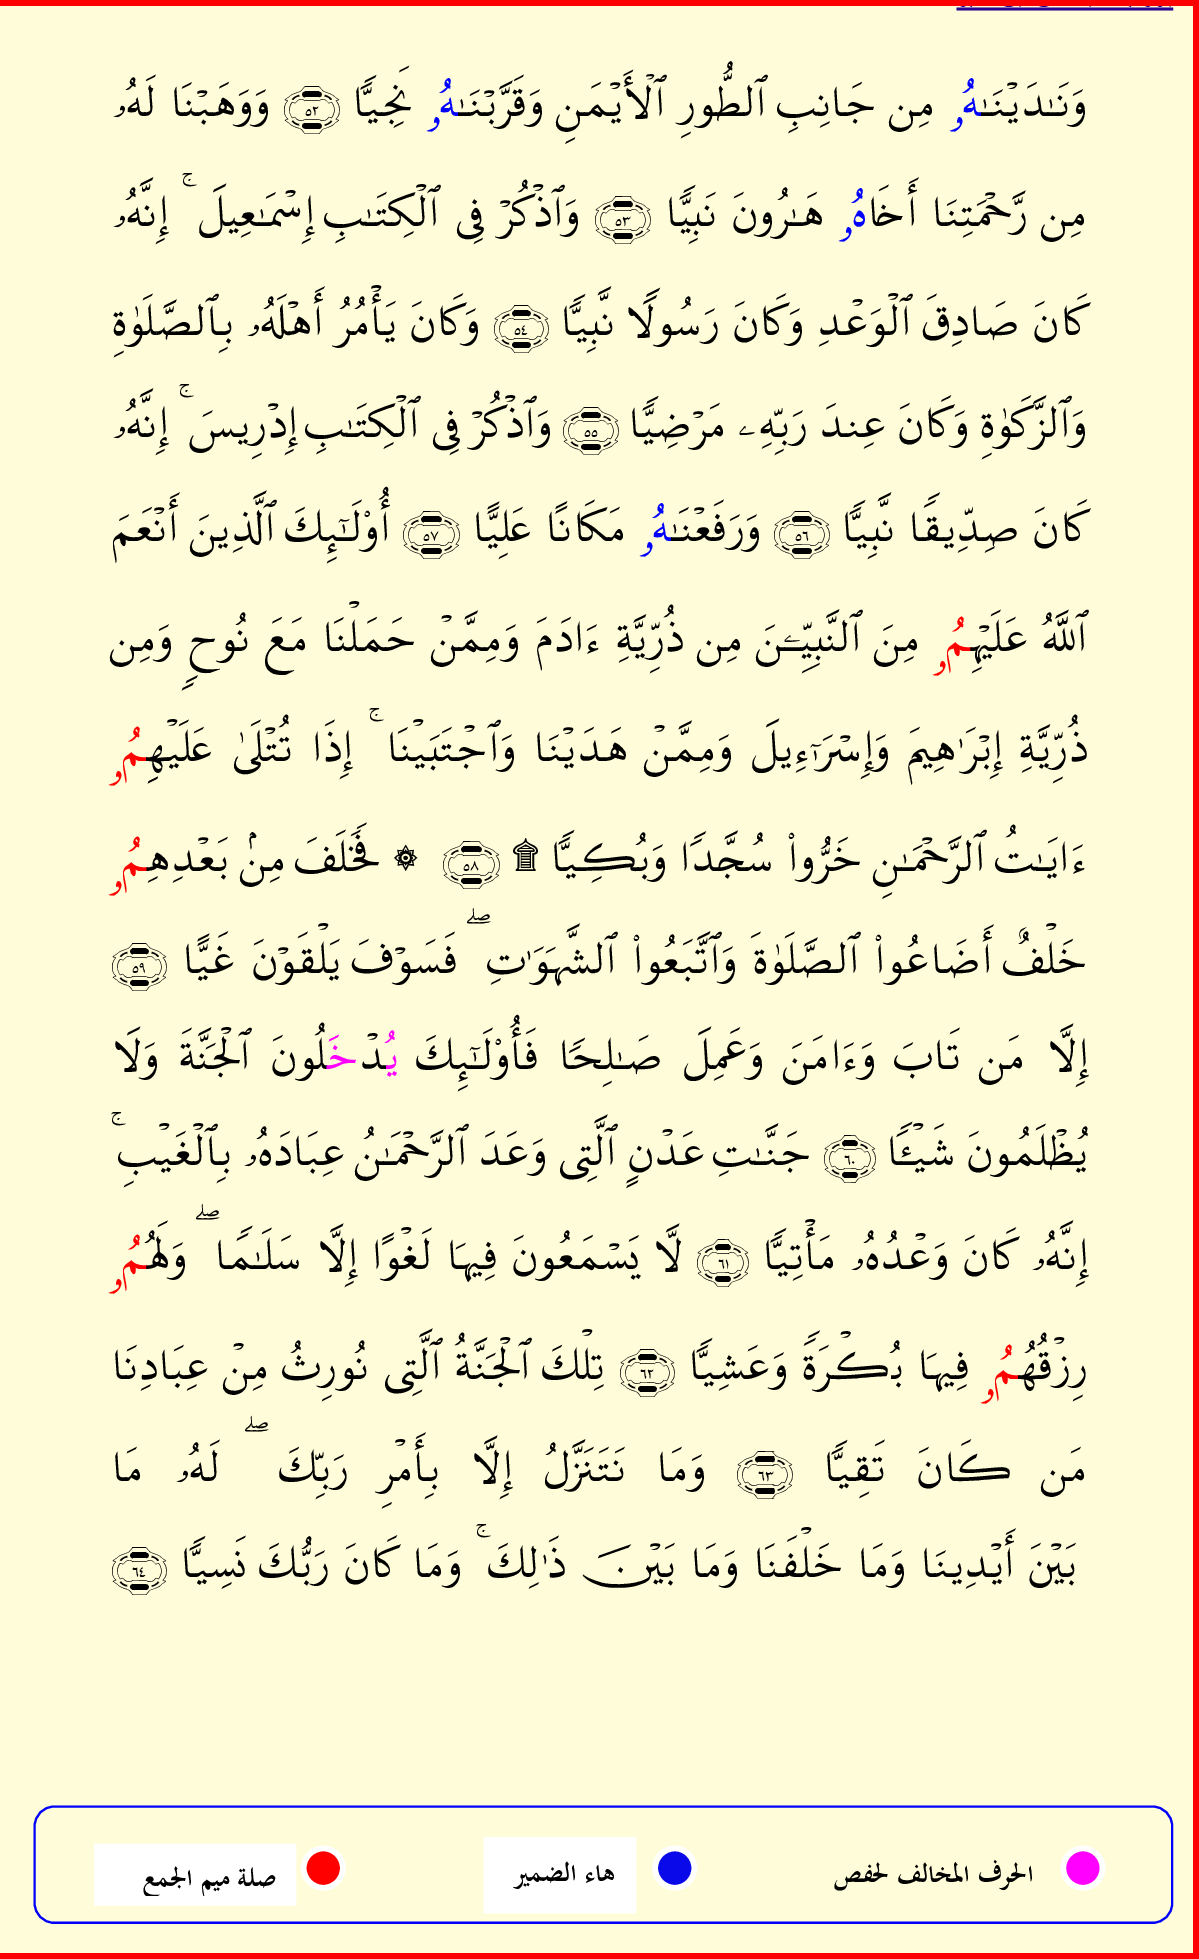 وَنَـٰدَيْنَـٰهُۥ مِن جَانِبِ ٱلطُّورِ ٱلْأَيْمَنِ وَقَرَّبْنَـٰهُۥ نَجِيًّا ٥٢ وَوَهَبْنَا لَهُۥ
مِن رَّحْمَتِنَا أَخَاهُۥ هَـٰرُونَ نَبِيًّا ٥٣ وَٱذْكُرْ فِى ٱلْكِتَـٰبِ إِسْمَـٰعِيلَ ۚ إِنَّهُۥ
كَانَ صَادِقَ ٱلْوَعْدِ وَكَانَ رَسُولًا نَّبِيًّا ٥٤ وَكَانَ يَأْمُرُ أَهْلَهُۥ بِٱلصَّلَوٰةِ
وَٱلزَّكَوٰةِ وَكَانَ عِندَ رَبِّهِۦ مَرْضِيًّا ٥٥ وَٱذْكُرْ فِى ٱلْكِتَـٰبِ إِدْرِيسَ ۚ إِنَّهُۥ
كَانَ صِدِّيقًا نَّبِيًّا ٥٦ وَرَفَعْنَـٰهُۥ مَكَانًا عَلِيًّا ٥٧ أُوْلَـٰٓئِكَ ٱلَّذِينَ أَنْعَمَ
ٱللَّهُ عَلَيْهِمُۥ مِنَ ٱلنَّبِيِّـۧنَ مِن ذُرِّيَّةِ ءَادَمَ وَمِمَّنْ حَمَلْنَا مَعَ نُوحٍ وَمِن
ذُرِّيَّةِ إِبْرَٰهِيمَ وَإِسْرَٰٓءِيلَ وَمِمَّنْ هَدَيْنَا وَٱجْتَبَيْنَا ۚ إِذَا تُتْلَىٰ عَلَيْهِمُۥ
ءَايَـٰتُ ٱلرَّحْمَـٰنِ خَرُّوا۟ سُجَّدًا وَبُكِيًّا ۩ ٥٨ ۞ فَخَلَفَ مِنۢ بَعْدِهِمُۥ
خَلْفٌ أَضَاعُوا۟ ٱلصَّلَوٰةَ وَٱتَّبَعُوا۟ ٱلشَّهَوَٰتِ ۖ فَسَوْفَ يَلْقَوْنَ غَيًّا ٥٩
إِلَّا مَن تَابَ وَءَامَنَ وَعَمِلَ صَـٰلِحًا فَأُوْلَـٰٓئِكَ يُدْخَلُونَ ٱلْجَنَّةَ وَلَا
يُظْلَمُونَ شَيْـًٔا ٦٠ جَنَّـٰتِ عَدْنٍ ٱلَّتِى وَعَدَ ٱلرَّحْمَـٰنُ عِبَادَهُۥ بِٱلْغَيْبِ ۚ
إِنَّهُۥ كَانَ وَعْدُهُۥ مَأْتِيًّا ٦١ لَّا يَسْمَعُونَ فِيهَا لَغْوًا إِلَّا سَلَـٰمًا ۖ وَلَهُمُۥ
رِزْقُهُمُۥ فِيهَا بُكْرَةً وَعَشِيًّا ٦٢ تِلْكَ ٱلْجَنَّةُ ٱلَّتِى نُورِثُ مِنْ عِبَادِنَا
مَن كَانَ تَقِيًّا ٦٣ وَمَا نَتَنَزَّلُ إِلَّا بِأَمْرِ رَبِّكَ ۖ لَهُۥ مَا
بَيْنَ أَيْدِينَا وَمَا خَلْفَنَا وَمَا بَيْنَ ذَٰلِكَ ۚ وَمَا كَانَ رَبُّكَ نَسِيًّا ٦٤
الحرف المخالف لحفص هاء الضمير صلة ميم الجمع